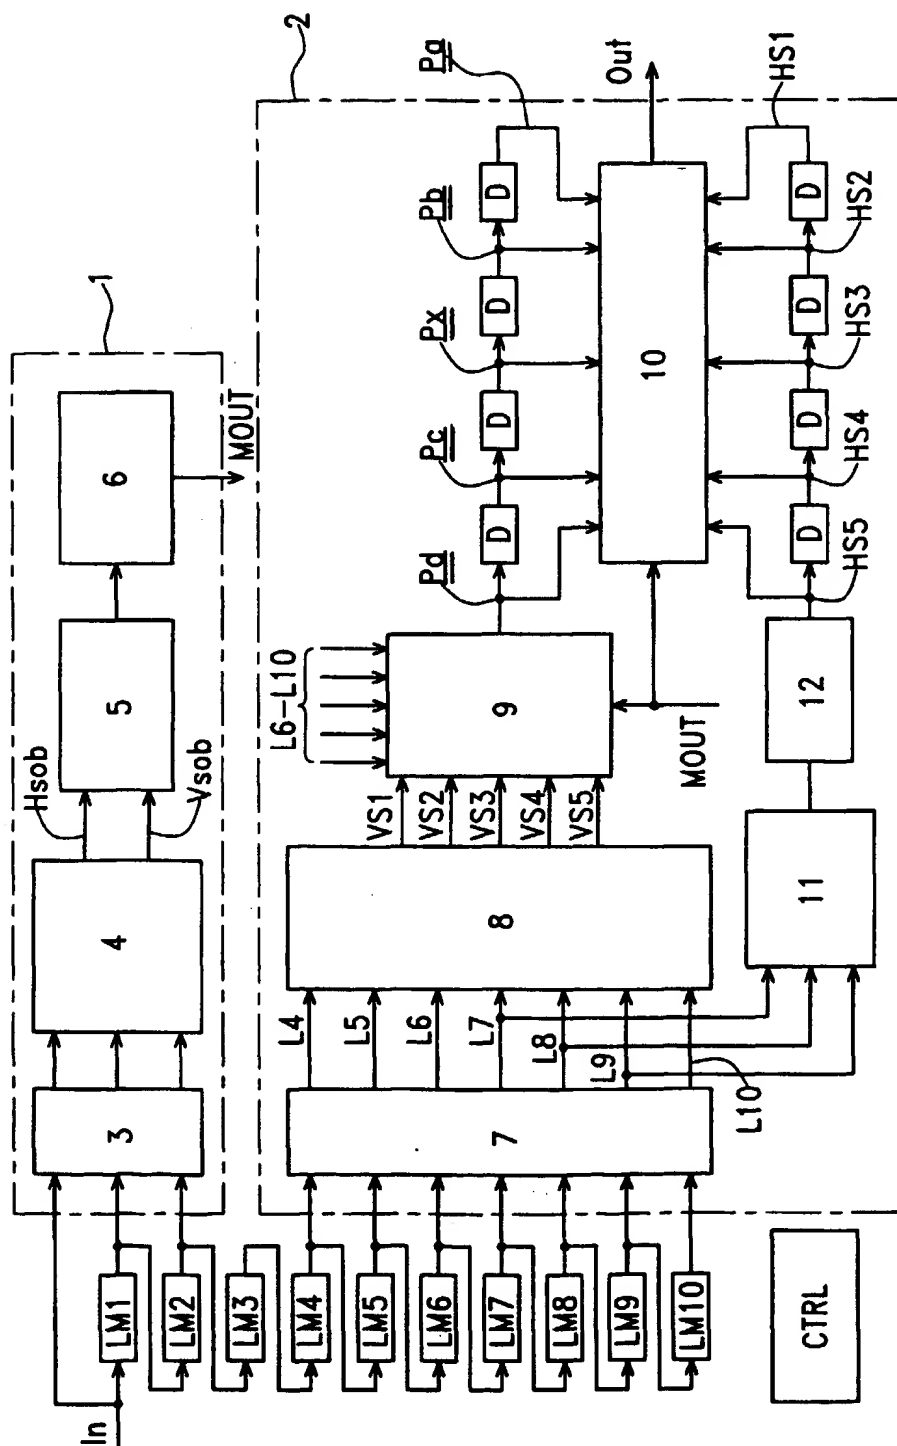 In
LM1
LM2
LM3
LM4
LM5
LM6
LM7
LM8
LM9
LM10
CTRL
1
3
4
Hsob
Vsob
5
6
MOUT
2
7
L4
L5
L6
L7
L8
L9
L10
8
VS1
VS2
VS3
VS4
VS5
L6-L10
9
MOUT
11
12
Pd
Pc
Px
Pb
Pa
D
D
D
D
10
Out
D
D
D
D
HS5
HS4
HS3
HS2
HS1